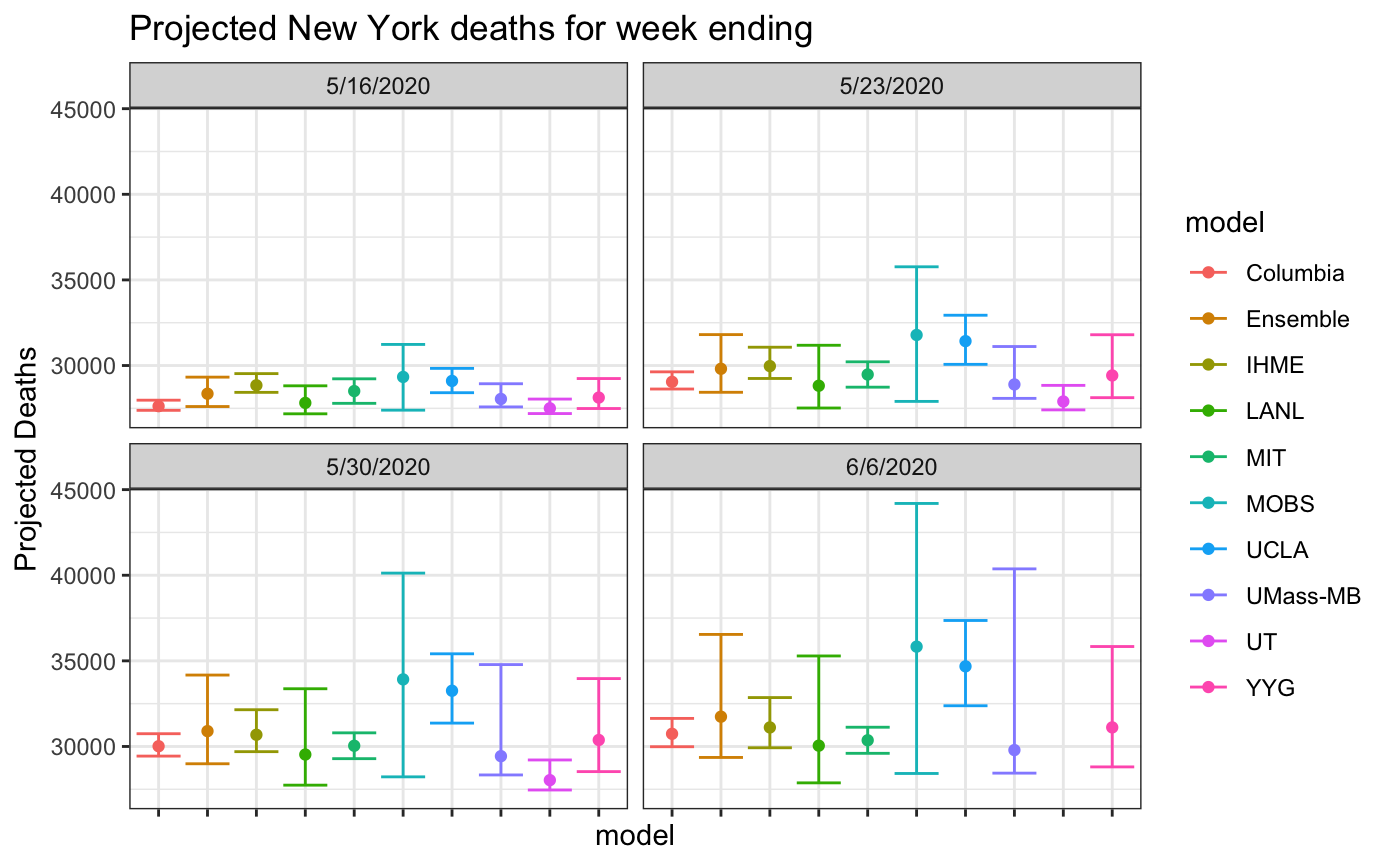 Projected New York deaths for week ending
5/16/2020
5/23/2020
45000
40000
35000
30000
5/30/2020
6/6/2020
45000
40000
35000
30000
Projected Deaths
model
model
Columbia
Ensemble
IHME
LANL
MIT
MOBS
UCLA
UMass-MB
UT
YYG